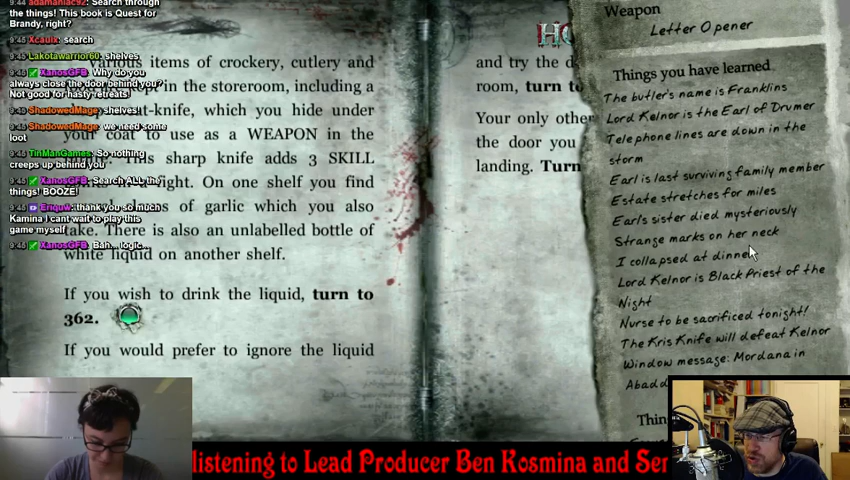 9:44 adamaniac92: Search through
the things! This book is Quest for
Brandy, right?
9:45 Xcauix: search
9:45 Lakotawarrior60: shelves
9:45 XanosGFB: Why do you
always close the door behind you?
Not good for hasty retreats!
9:45 ShadowedMage: shelves!
9:45 ShadowedMage: we need some
loot
9:45 TinManGames: So nothing
creeps up behind you
9:45 XanosGFB: Search ALL the
things! BOOZE!
9:45 Eriquw: thank you so much
Kamina I cant wait to play this
game myself
9:45 XanosGFB: Bah... logic...
various items of crockery, cutlery and
in the storeroom, including a
-knife, which you hide under
your coat to use as a WEAPON in the
This sharp knife adds 3 SKILL
On one shelf you find
of garlic which you also
take. There is also an unlabelled bottle of
white liquid on another shelf.
If you wish to drink the liquid, turn to
362.
If you would prefer to ignore the liquid
and try the d
room, turn to
Your only other
the door you
landing. Turn
Weapon
Letter Opener
Things you have learned
The butler's name is Franklins
Lord Kelnor is the Earl of Drumer
Telephone lines are down in the
storm
Earl is last surviving family member
Estate stretches for miles
Earl's sister died mysteriously
Strange marks on her neck
I collapsed at dinner
Lord Kelnor is Black Priest of the
Night
Nurse to be sacrificed tonight!
The Kris Knife will defeat Kelnor
Window message: Mordana in
Abadd
Thin
listening to Lead Producer Ben Kosmina and Ser